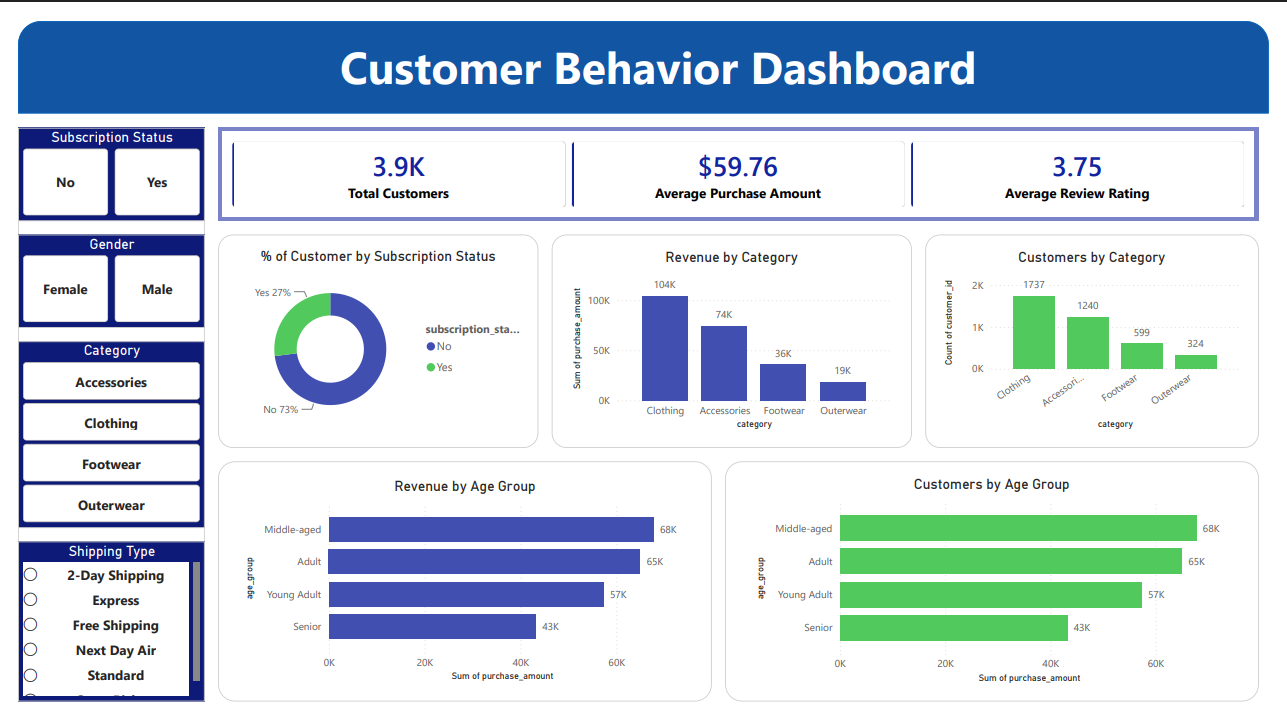 Customer Behavior Dashboard
Subscription Status
No Yes
Gender
Female Male
Category
Accessories
Clothing
Footwear
Outerwear
Shipping Type
2-Day Shipping
Express
Free Shipping
Next Day Air
Standard
3.9K
Total Customers
$59.76
Average Purchase Amount
3.75
Average Review Rating
% of Customer by Subscription Status
Yes 27%
No 73%
subscription_sta...
No
Yes
Revenue by Category
Sum of purchase_amount
100K
50K
0K
104K
74K
36K
19K
Clothing Accessories Footwear Outerwear
category
Customers by Category
Count of customer_id
2K
1K
0K
1737
1240
599
324
Clothing Accessori... Footwear Outerwear
category
Revenue by Age Group
age_group
Middle-aged 68K
Adult 65K
Young Adult 57K
Senior 43K
0K 20K 40K 60K
Sum of purchase_amount
Customers by Age Group
age_group
Middle-aged 68K
Adult 65K
Young Adult 57K
Senior 43K
0K 20K 40K 60K
Sum of purchase_amount